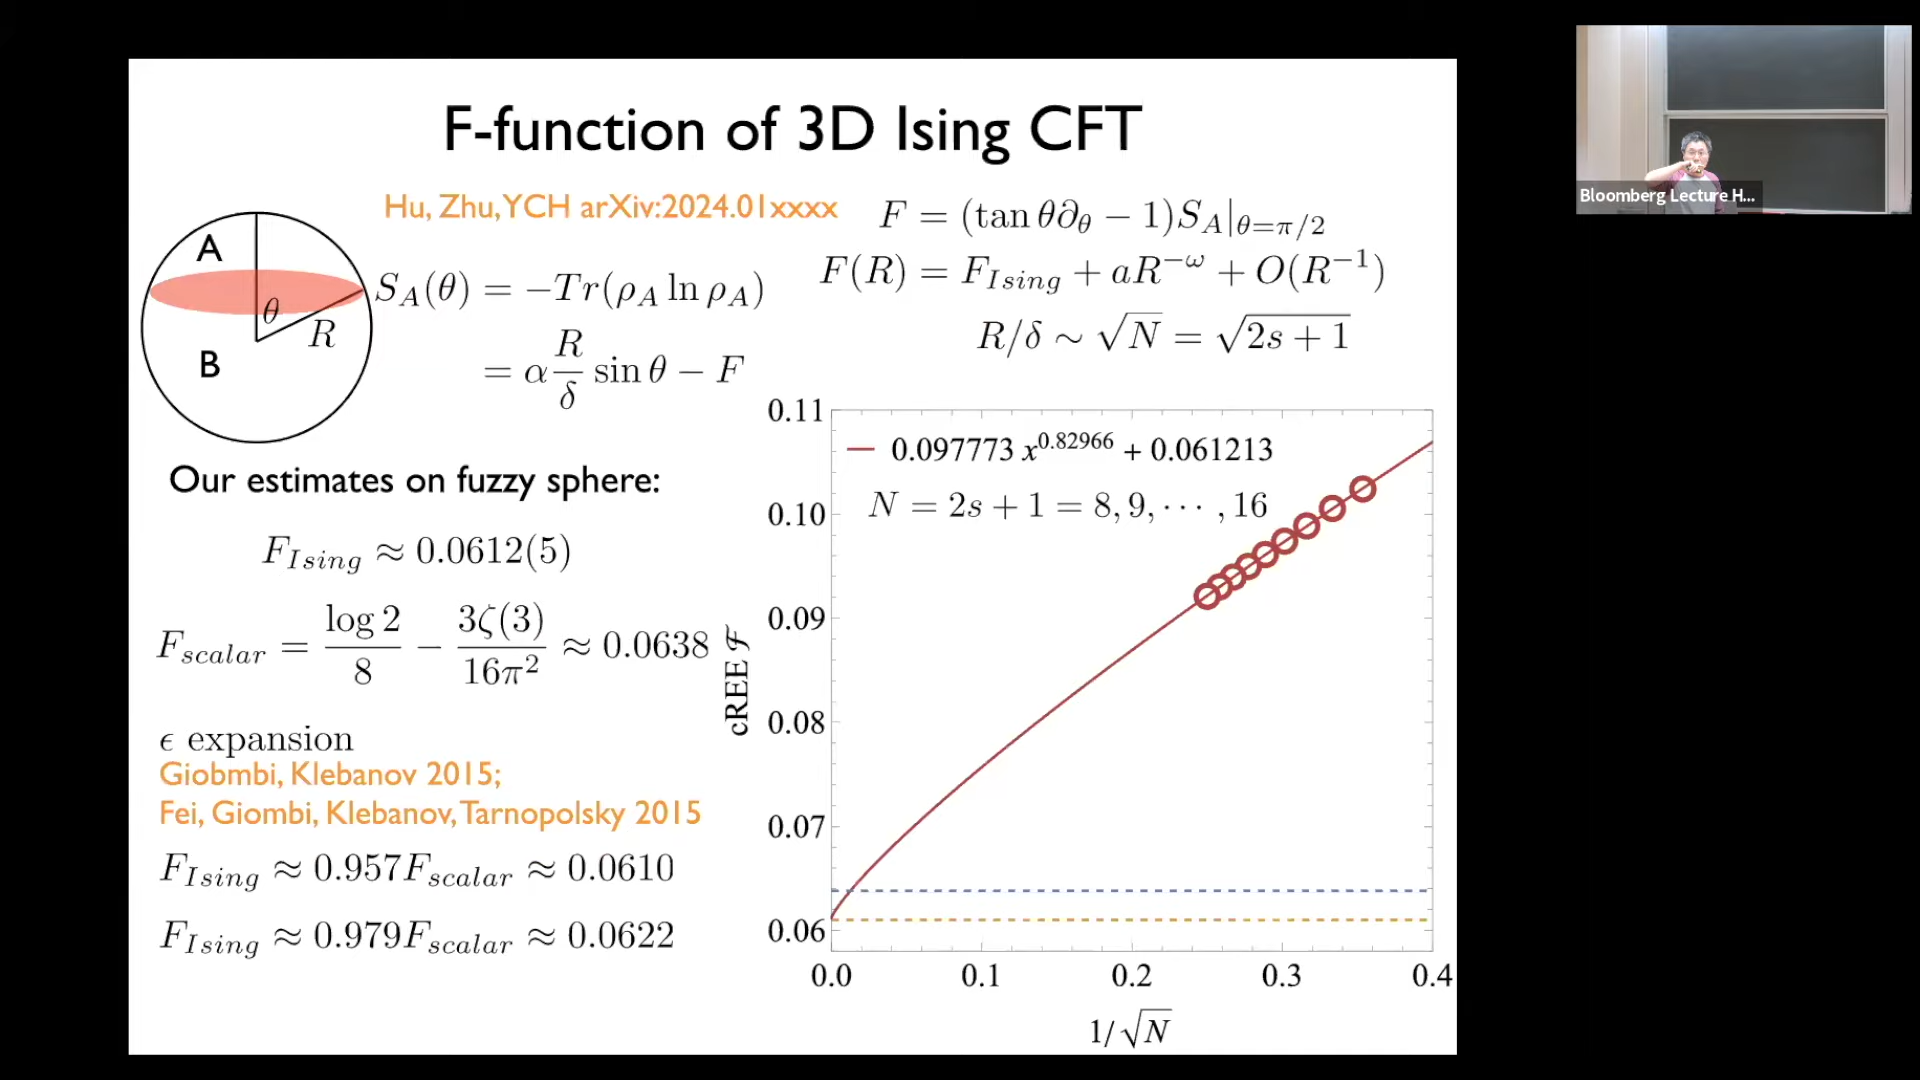 F-function of 3D Ising CFT
Hu, Zhu, YCH arXiv:2024.01xxxx
A
B
θ
R
S_A(θ) = −Tr(ρ_A ln ρ_A)
= α R/δ sin θ − F
F = (tan θ∂_θ − 1)S_A|_{θ=π/2}
F(R) = F_{Ising} + aR^{−ω} + O(R^{−1})
R/δ ∼ √N = √(2s + 1)
Our estimates on fuzzy sphere:
F_{Ising} ≈ 0.0612(5)
F_{scalar} = log 2/8 − 3ζ(3)/16π² ≈ 0.0638
ϵ expansion
Giobmbi, Klebanov 2015;
Fei, Giombi, Klebanov, Tarnopolsky 2015
F_{Ising} ≈ 0.957F_{scalar} ≈ 0.0610
F_{Ising} ≈ 0.979F_{scalar} ≈ 0.0622
0.097773 x^{0.82966} + 0.061213
N = 2s + 1 = 8, 9, ⋯ , 16
cREE ℱ
0.11
0.10
0.09
0.08
0.07
0.06
0.0 0.1 0.2 0.3 0.4
1/√N
Bloomberg Lecture H...